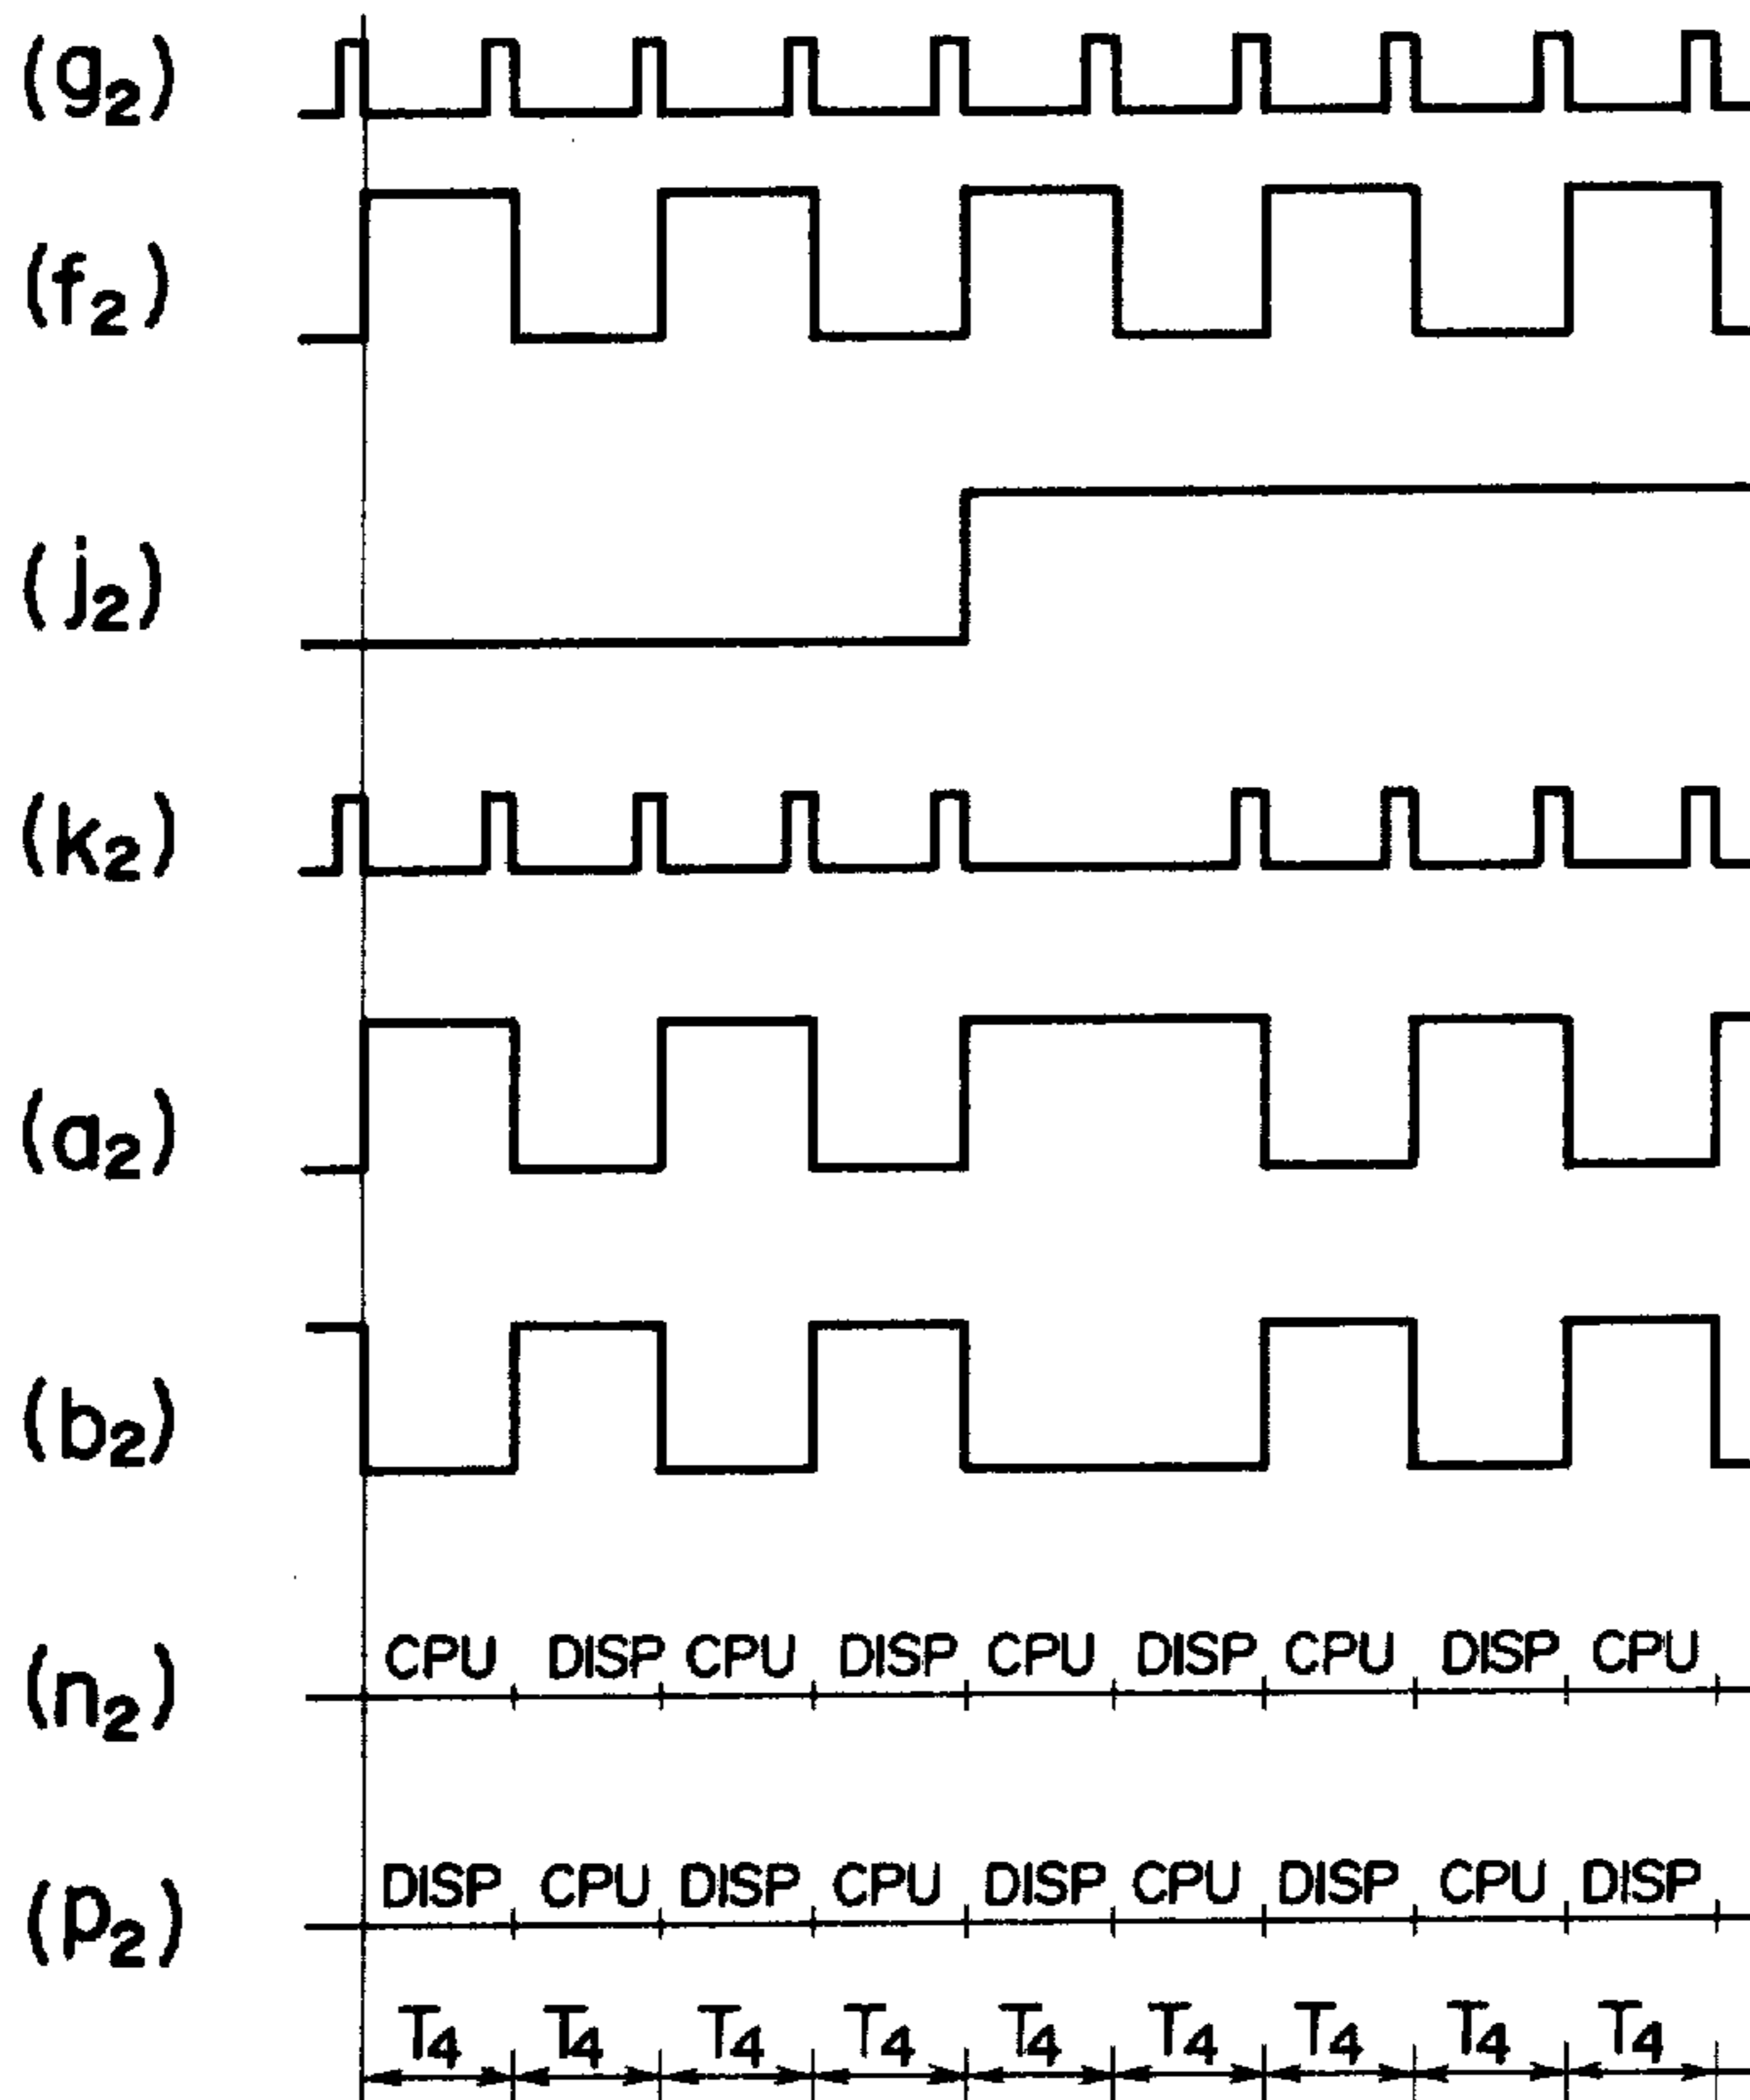 (g₂)
(f₂)
(j₂)
(k₂)
(a₂)
(b₂)
(n₂) CPU DISP CPU DISP CPU DISP CPU DISP CPU
(p₂) DISP CPU DISP CPU DISP CPU DISP CPU DISP
T₄ T₄ T₄ T₄ T₄ T₄ T₄ T₄ T₄